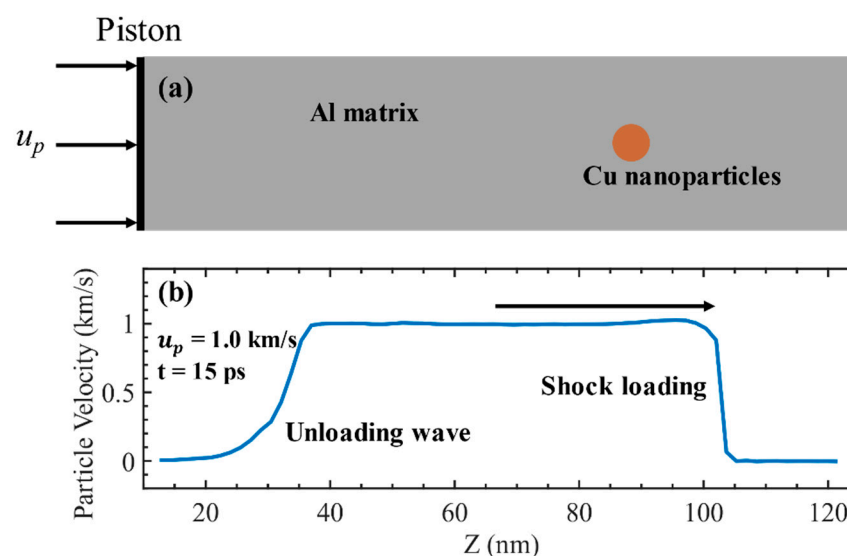 Piston
(a)
Al matrix
u_p
Cu nanoparticles
Particle Velocity (km/s)
1
0.5
0
(b)
u_p = 1.0 km/s
t = 15 ps
Shock loading
Unloading wave
20
40
60
80
100
120
Z (nm)